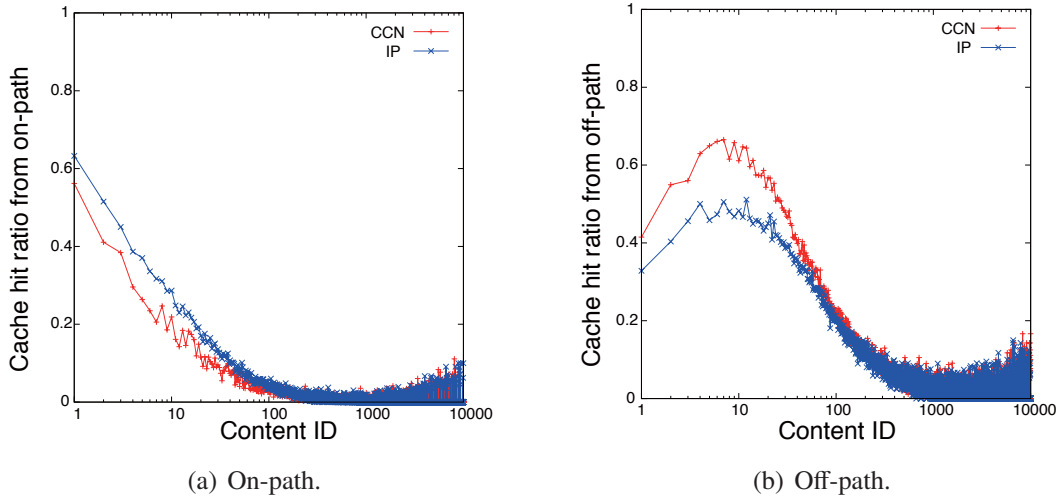 1
0.8
0.6
0.4
0.2
0
1
10
100
1000
10000
Cache hit ratio from on-path
Content ID
CCN
IP
(a) On-path.
1
0.8
0.6
0.4
0.2
0
1
10
100
1000
10000
Cache hit ratio from off-path
Content ID
CCN
IP
(b) Off-path.